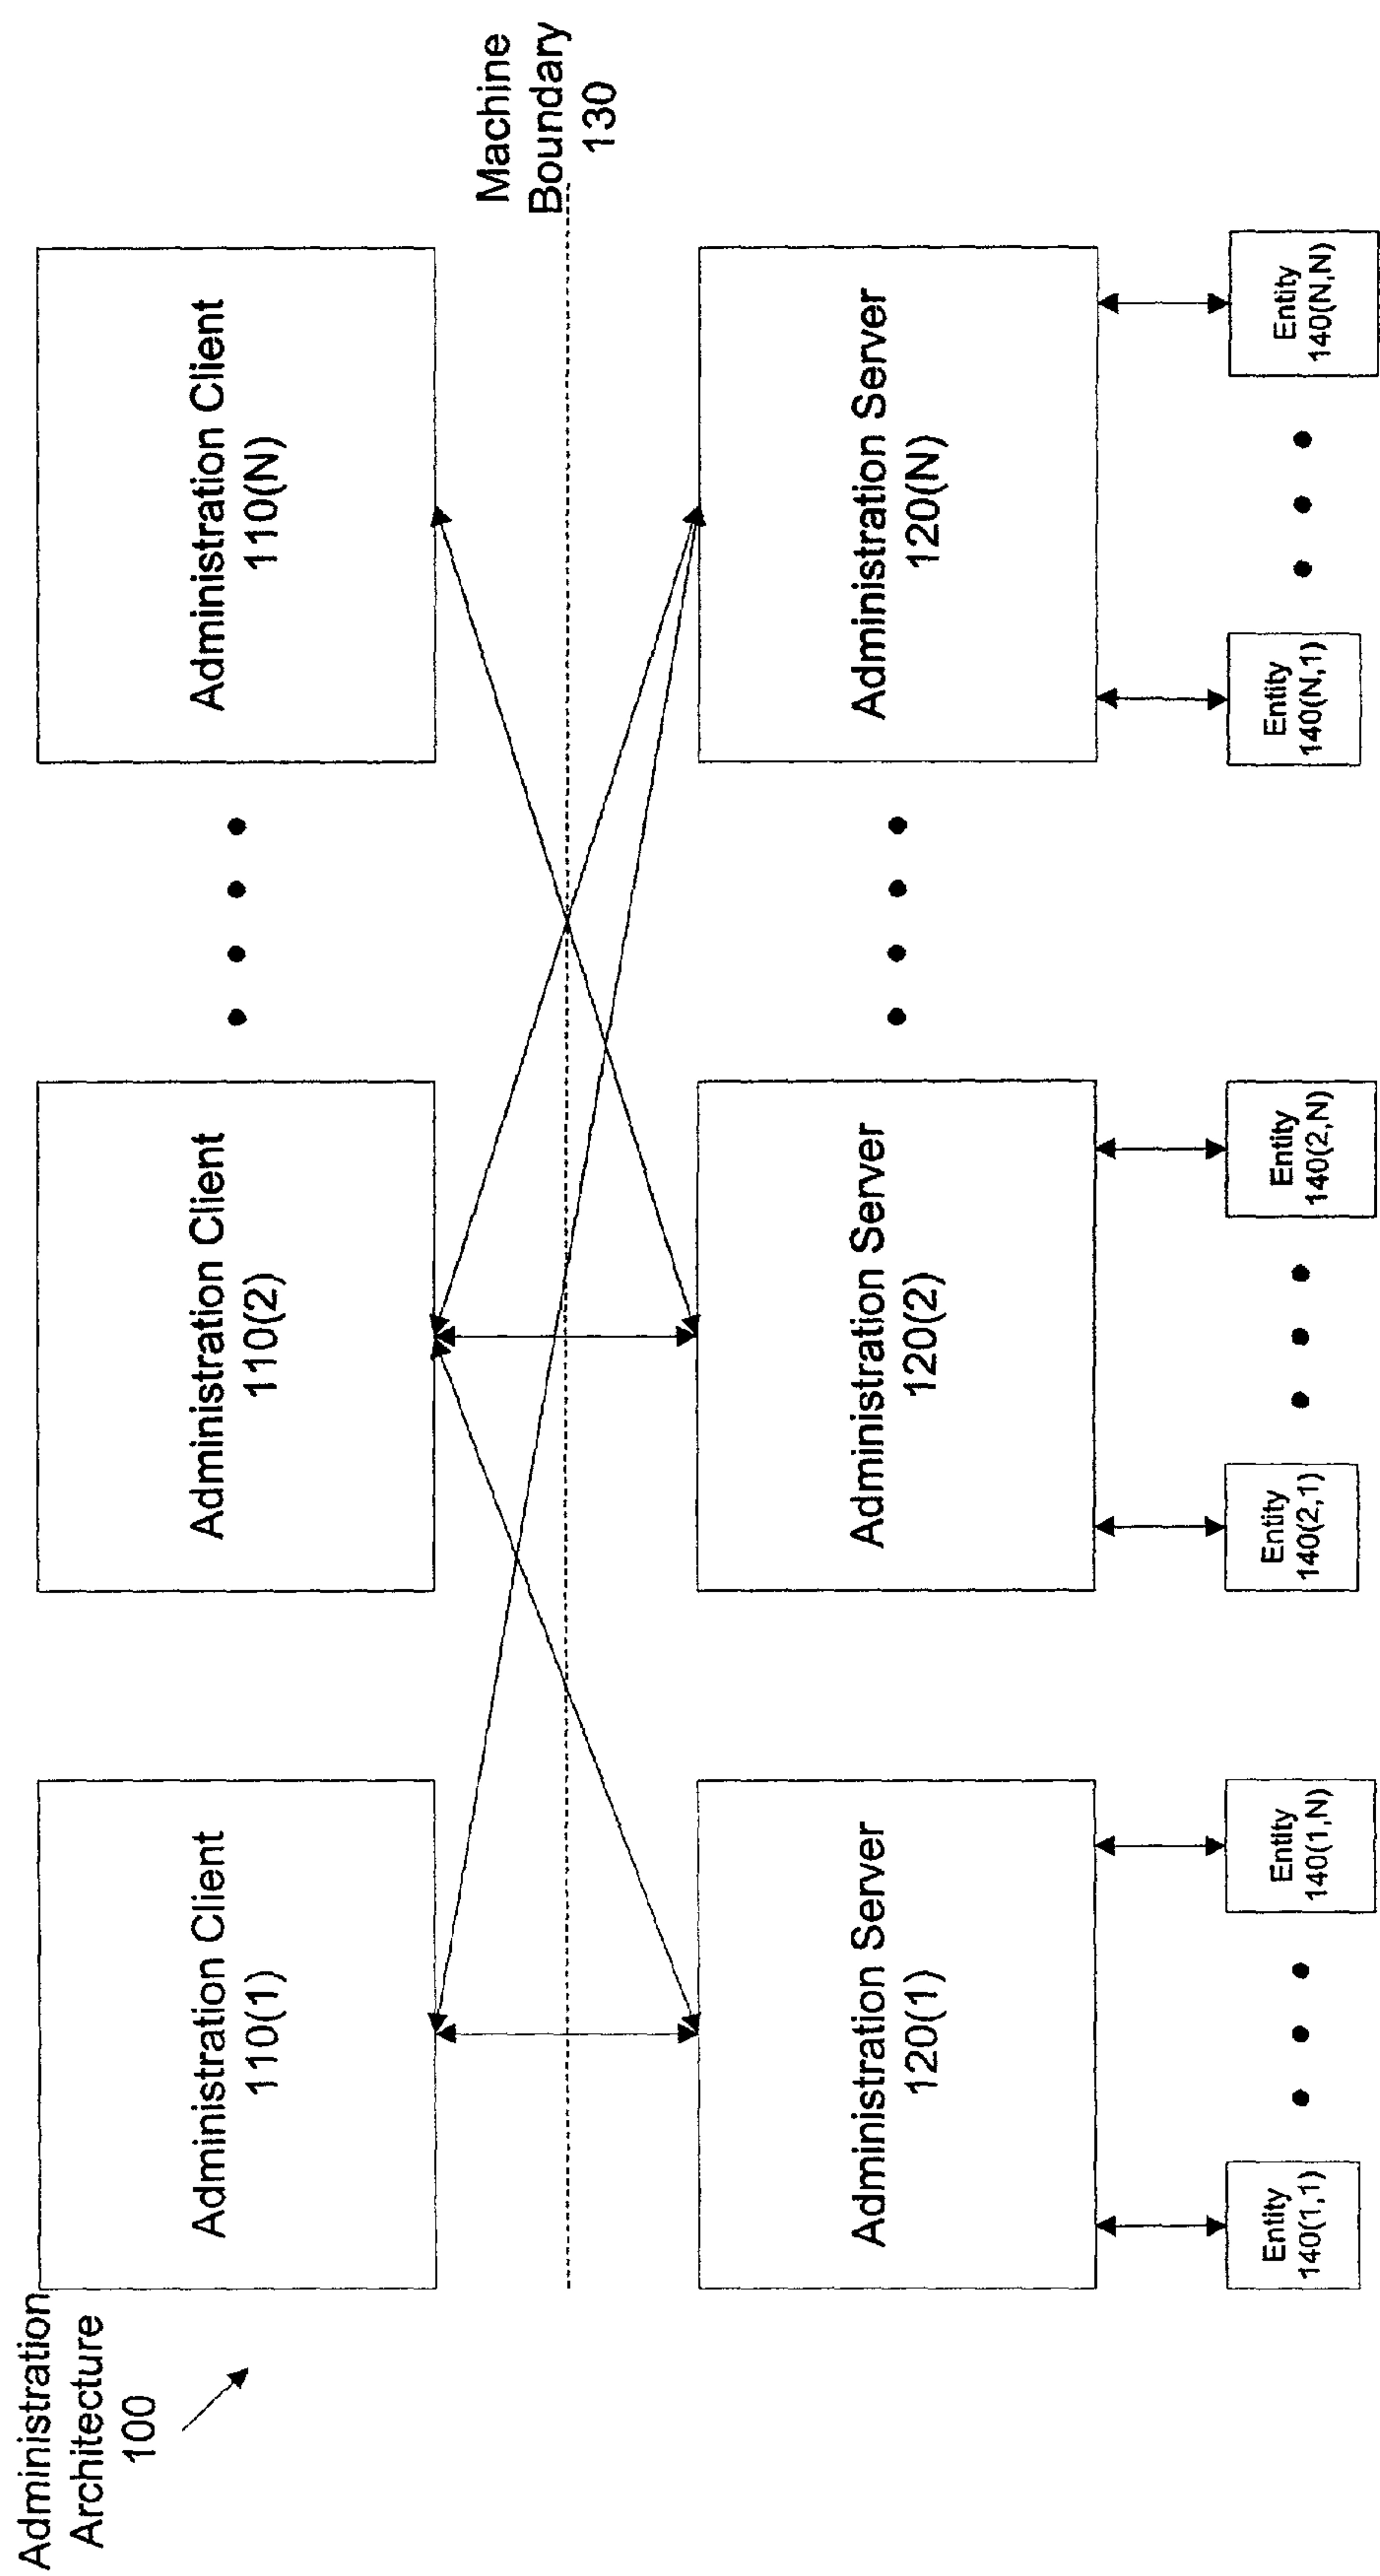 Administration
Architecture
100
Administration Client
110(1)
Administration Client
110(2)
Administration Client
110(N)
Machine
Boundary
130
Administration Server
120(1)
Administration Server
120(2)
Administration Server
120(N)
Entity
140(1,1)
Entity
140(1,N)
Entity
140(2,1)
Entity
140(2,N)
Entity
140(N,1)
Entity
140(N,N)